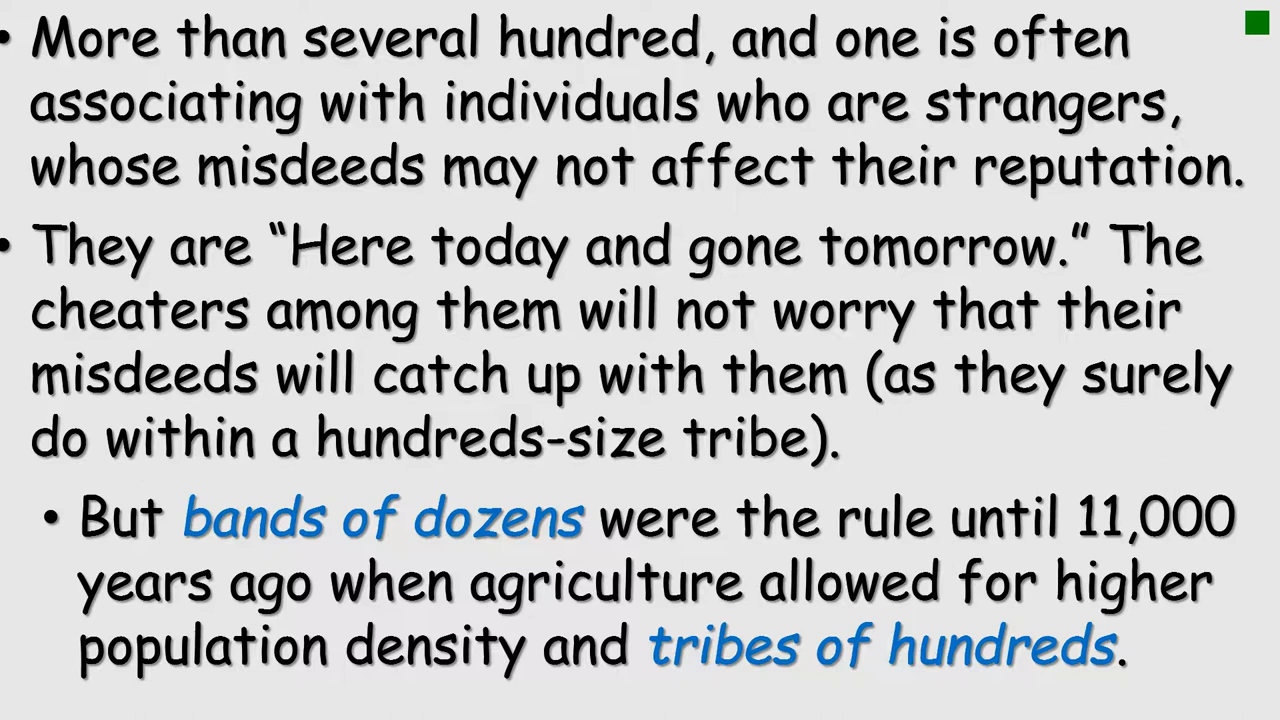 • More than several hundred, and one is often
associating with individuals who are strangers,
whose misdeeds may not affect their reputation.
• They are “Here today and gone tomorrow.” The
cheaters among them will not worry that their
misdeeds will catch up with them (as they surely
do within a hundreds-size tribe).
• But bands of dozens were the rule until 11,000
years ago when agriculture allowed for higher
population density and tribes of hundreds.